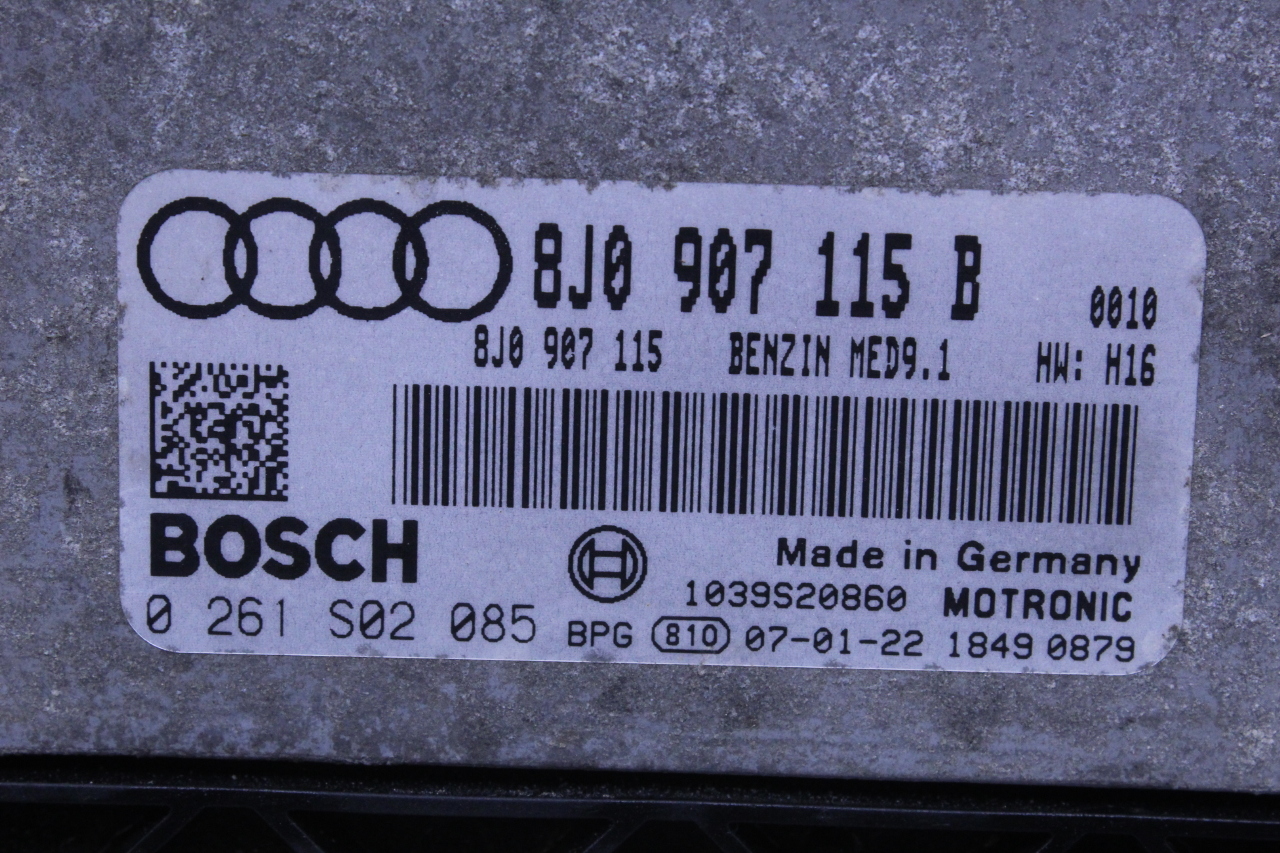 8J0 907 115 B 0010
8J0 907 115 BENZIN MED9.1 HW: H16
BOSCH
Made in Germany
1039S20860 MOTRONIC
0 261 S02 085 BPG 810 07-01-22 1849 0879